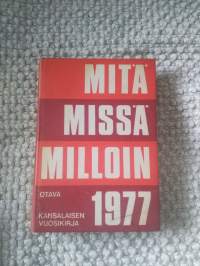 MITÄ
MISSÄ
MILLOIN
OTAVA
KANSALAISEN
VUOSIKIRJA
1977